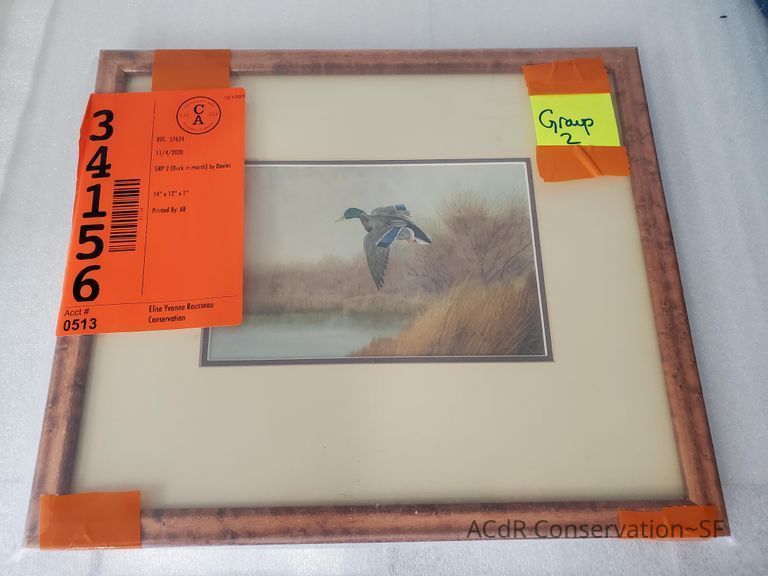 34156
C
A
BOL: 57624
11/4/2020
GRP 2 (Duck in marsh) by Davies
14" x 12" x 1"
Printed By: AR
Acct #
0513
Elise Yvonne Rousseau
Conservation
Group
2
ACdR Conservation~SF